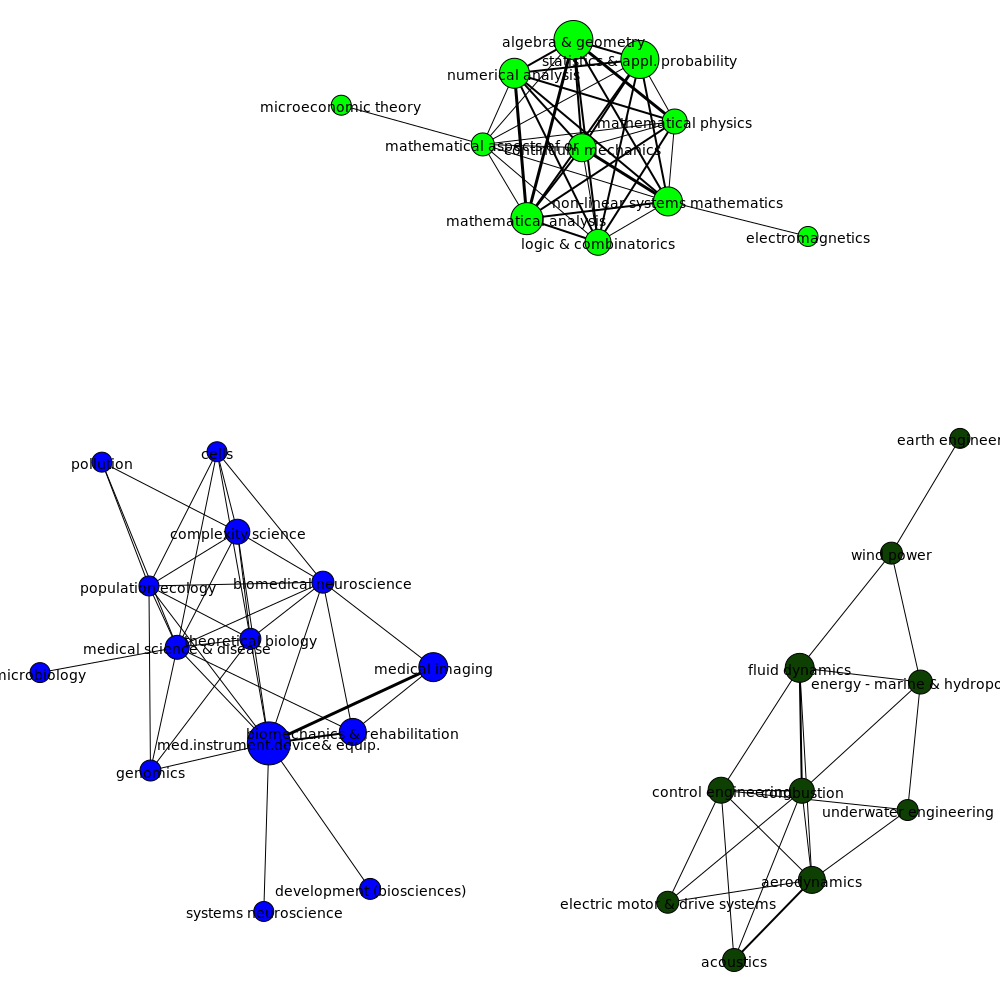 algebra & geometry
statistics & appl. probability
numerical analysis
microeconomic theory
mathematical physics
mathematical aspects of or
continuum mechanics
non-linear systems mathematics
mathematical analysis
electromagnetics
logic & combinatorics
earth engineer
cells
pollution
complexity science
wind power
biomedical neuroscience
population ecology
theoretical biology
medical science & disease
medical imaging
fluid dynamics
microbiology
energy - marine & hydropo
biomechanics & rehabilitation
med.instrument.device& equip.
genomics
control engineering
combustion
underwater engineering
aerodynamics
development (biosciences)
electric motor & drive systems
systems neuroscience
acoustics